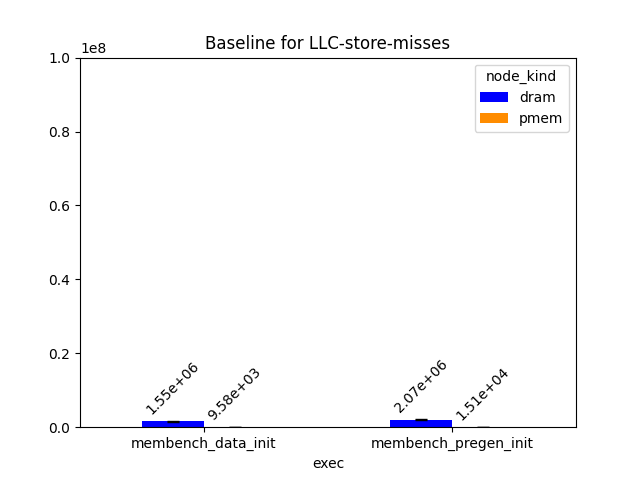 Baseline for LLC-store-misses
1e8
1.0
0.8
0.6
0.4
0.2
0.0
node_kind
dram
pmem
1.55e+06
9.58e+03
2.07e+06
1.51e+04
membench_data_init
membench_pregen_init
exec